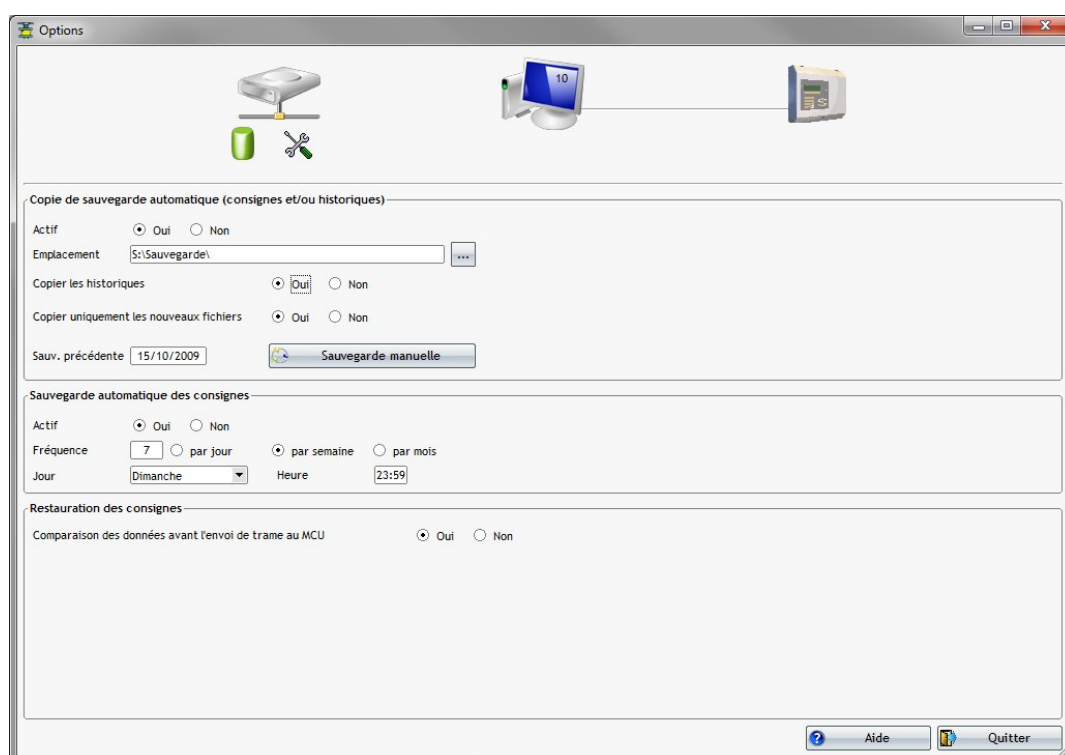 Options
10
S
Copie de sauvegarde automatique (consignes et/ou historiques)
Actif Oui Non
Emplacement S:\Sauvegarde\ ...
Copier les historiques Oui Non
Copier uniquement les nouveaux fichiers Oui Non
Sauv. précédente 15/10/2009 Sauvegarde manuelle
Sauvegarde automatique des consignes
Actif Oui Non
Fréquence 7 par jour par semaine par mois
Jour Dimanche Heure 23:59
Restauration des consignes
Comparaison des données avant l'envoi de trame au MCU Oui Non
Aide Quitter